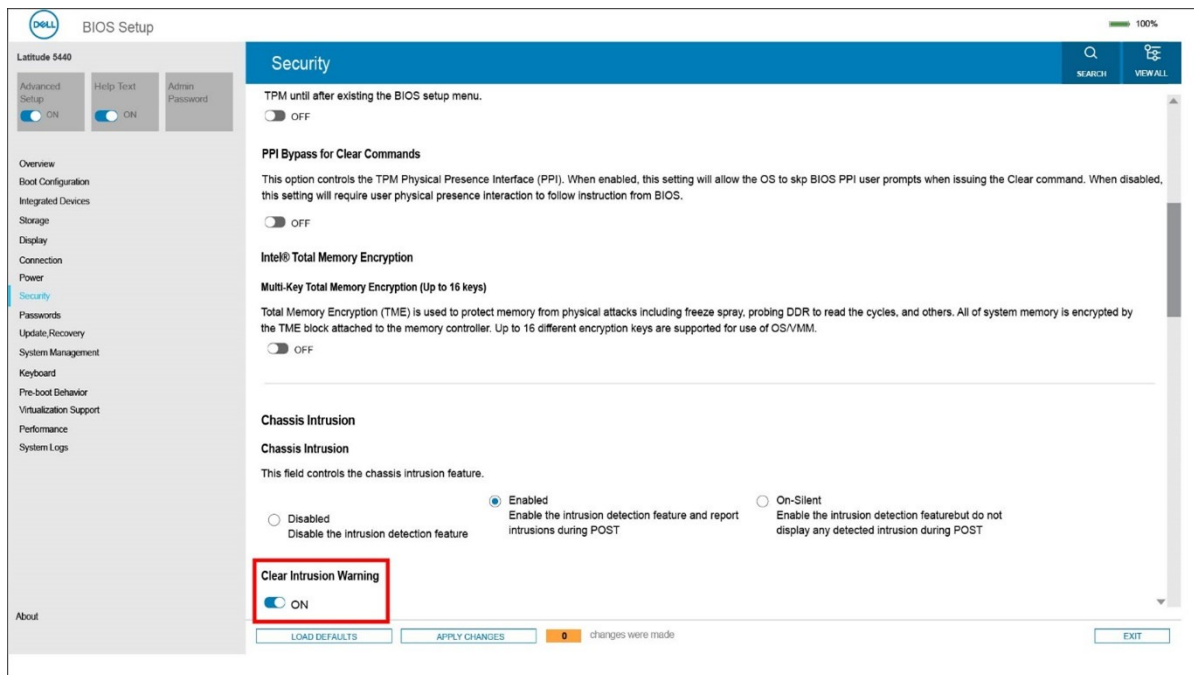 DELL
BIOS Setup
100%
Latitude 5440
Advanced Setup
ON
Help Text
ON
Admin Password
Security
SEARCH
VIEW ALL
Overview
Boot Configuration
Integrated Devices
Storage
Display
Connection
Power
Security
Passwords
Update,Recovery
System Management
Keyboard
Pre-boot Behavior
Virtualization Support
Performance
System Logs
About
TPM until after existing the BIOS setup menu.
OFF
PPI Bypass for Clear Commands
This option controls the TPM Physical Presence Interface (PPI). When enabled, this setting will allow the OS to skp BIOS PPI user prompts when issuing the Clear command. When disabled,
this setting will require user physical presence interaction to follow instruction from BIOS.
OFF
Intel® Total Memory Encryption
Multi-Key Total Memory Encryption (Up to 16 keys)
Total Memory Encryption (TME) is used to protect memory from physical attacks including freeze spray, probing DDR to read the cycles, and others. All of system memory is encrypted by
the TME block attached to the memory controller. Up to 16 different encryption keys are supported for use of OS/VMM.
OFF
Chassis Intrusion
Chassis Intrusion
This field controls the chassis intrusion feature.
Disabled
Disable the intrusion detection feature
Enabled
Enable the intrusion detection feature and report
intrusions during POST
On-Silent
Enable the intrusion detection featurebut do not
display any detected intrusion during POST
Clear Intrusion Warning
ON
LOAD DEFAULTS
APPLY CHANGES
0 changes were made
EXIT